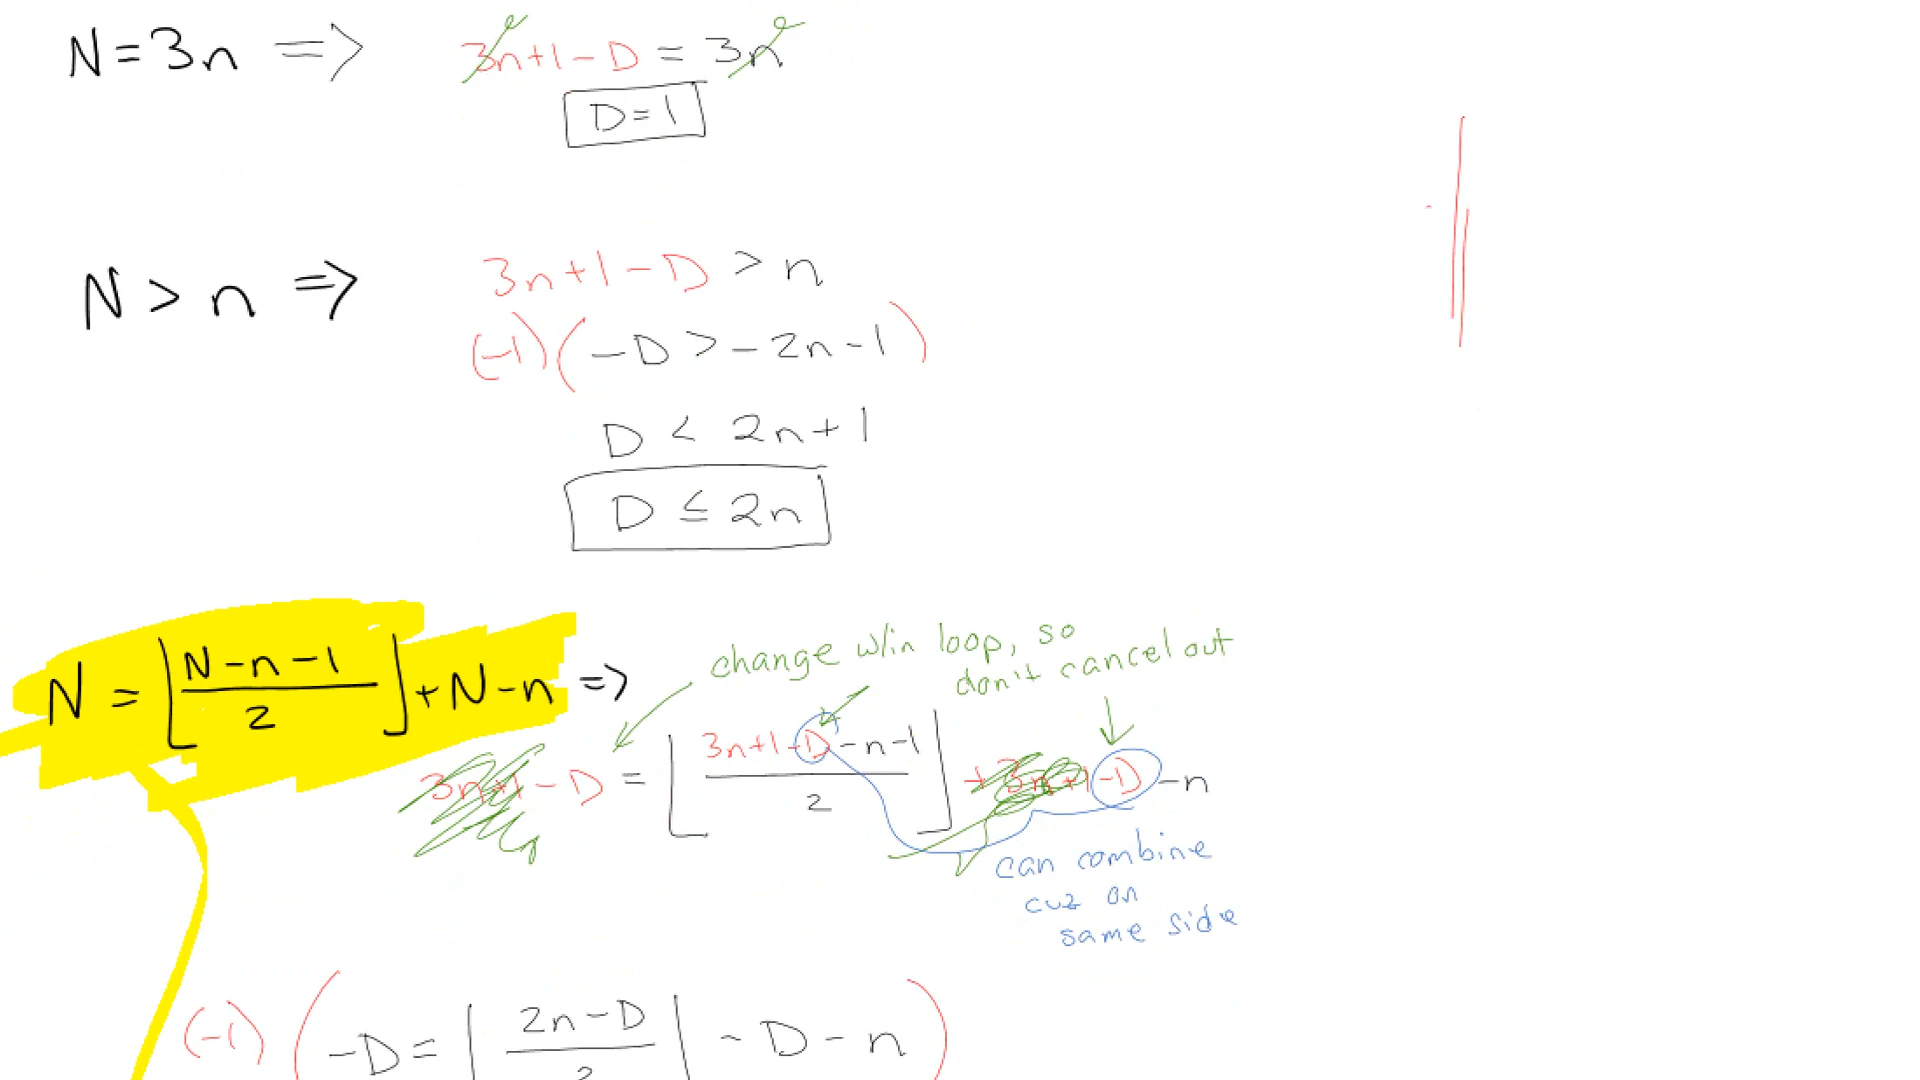 N=3n => 3n+1-D = 3n
D=1
N > n => 3n+1-D > n
(-1)(-D > -2n-1)
D < 2n+1
D ≤ 2n
change w/in loop, so
don't cancel out
N = ⌊(N-n-1)/2⌋ + N-n =>
3n+1-D = ⌊(3n+1-D-n-1)/2⌋ + 3n+1-D-n
can combine
cuz on
same side
(-1)(-D = ⌊(2n-D)/2⌋ - D - n)